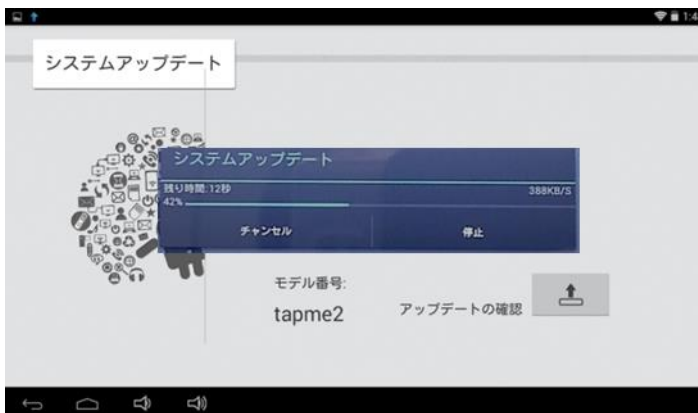 1:4
システムアップデート
システムアップデート
残り時間:12秒
388KB/S
42%
チャンセル
停止
モデル番号:
tapme2
アップデートの確認